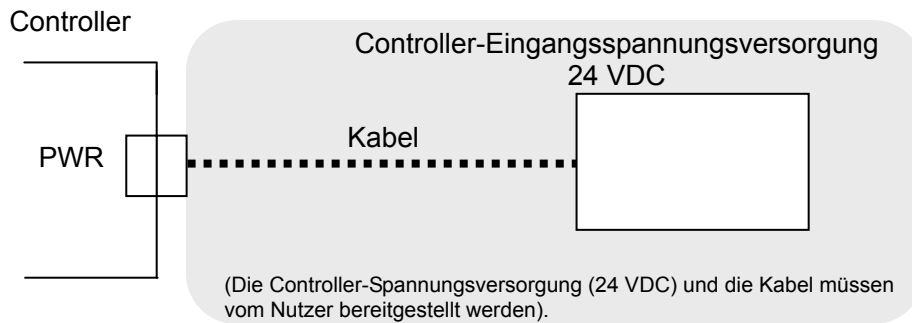 Controller
Controller-Eingangsspannungsversorgung
24 VDC
Kabel
PWR
(Die Controller-Spannungsversorgung (24 VDC) und die Kabel müssen
vom Nutzer bereitgestellt werden).